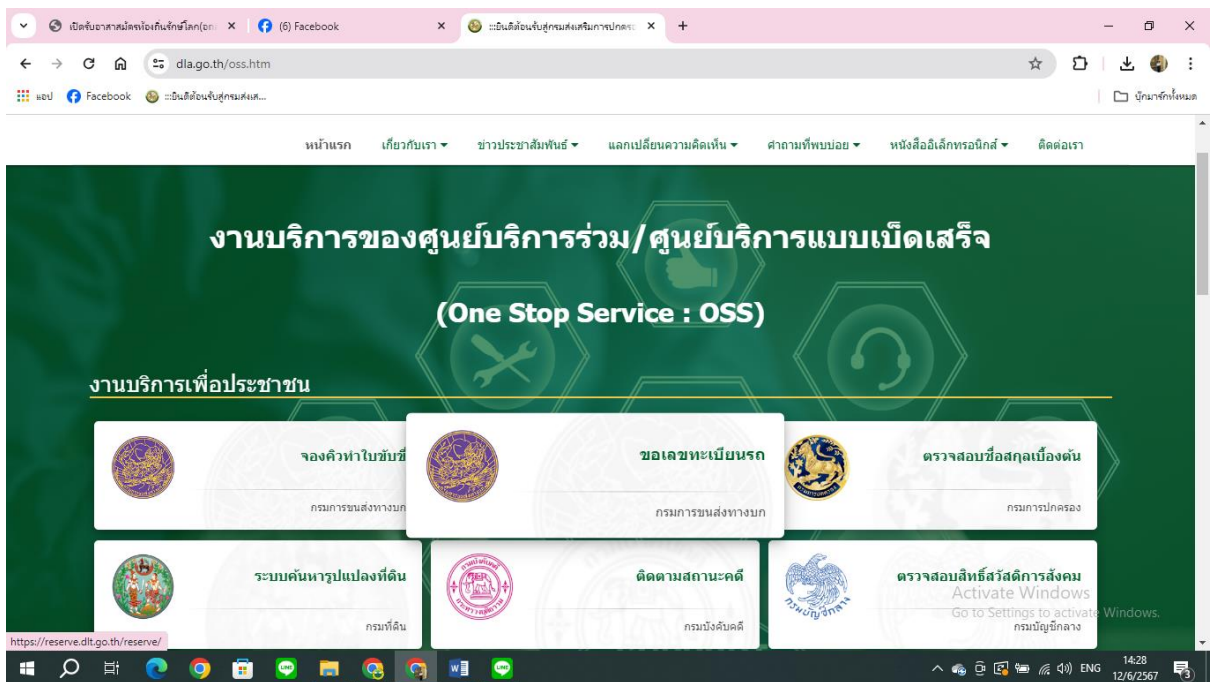 เปิดรับอาสาสมัครท้องถิ่นรักษ์โลก(อถ
(6) Facebook
:::ยินดีต้อนรับสู่กรมส่งเสริมการปกคระ
dla.go.th/oss.htm
แอป
Facebook
:::ยินดีต้อนรับสู่กรมส่งเส...
บุ๊กมาร์กทั้งหมด
หน้าแรก
เกี่ยวกับเรา
ข่าวประชาสัมพันธ์
แลกเปลี่ยนความคิดเห็น
คำถามที่พบบ่อย
หนังสืออิเล็กทรอนิกส์
ติดต่อเรา
งานบริการของศูนย์บริการร่วม/ศูนย์บริการแบบเบ็ดเสร็จ
(One Stop Service : OSS)
งานบริการเพื่อประชาชน
จองคิวทำใบขับขี่
กรมการขนส่งทางบก
ขอเลขทะเบียนรถ
กรมการขนส่งทางบก
ตรวจสอบชื่อสกุลเบื้องต้น
กรมการปกครอง
ระบบค้นหารูปแปลงที่ดิน
กรมที่ดิน
ติดตามสถานะคดี
กรมบังคับคดี
ตรวจสอบสิทธิ์สวัสดิการสังคม
กรมบัญชีกลาง
Activate Windows
Go to Settings to activate Windows.
https://reserve.dlt.go.th/reserve/
ENG
14:28
12/6/2567
3